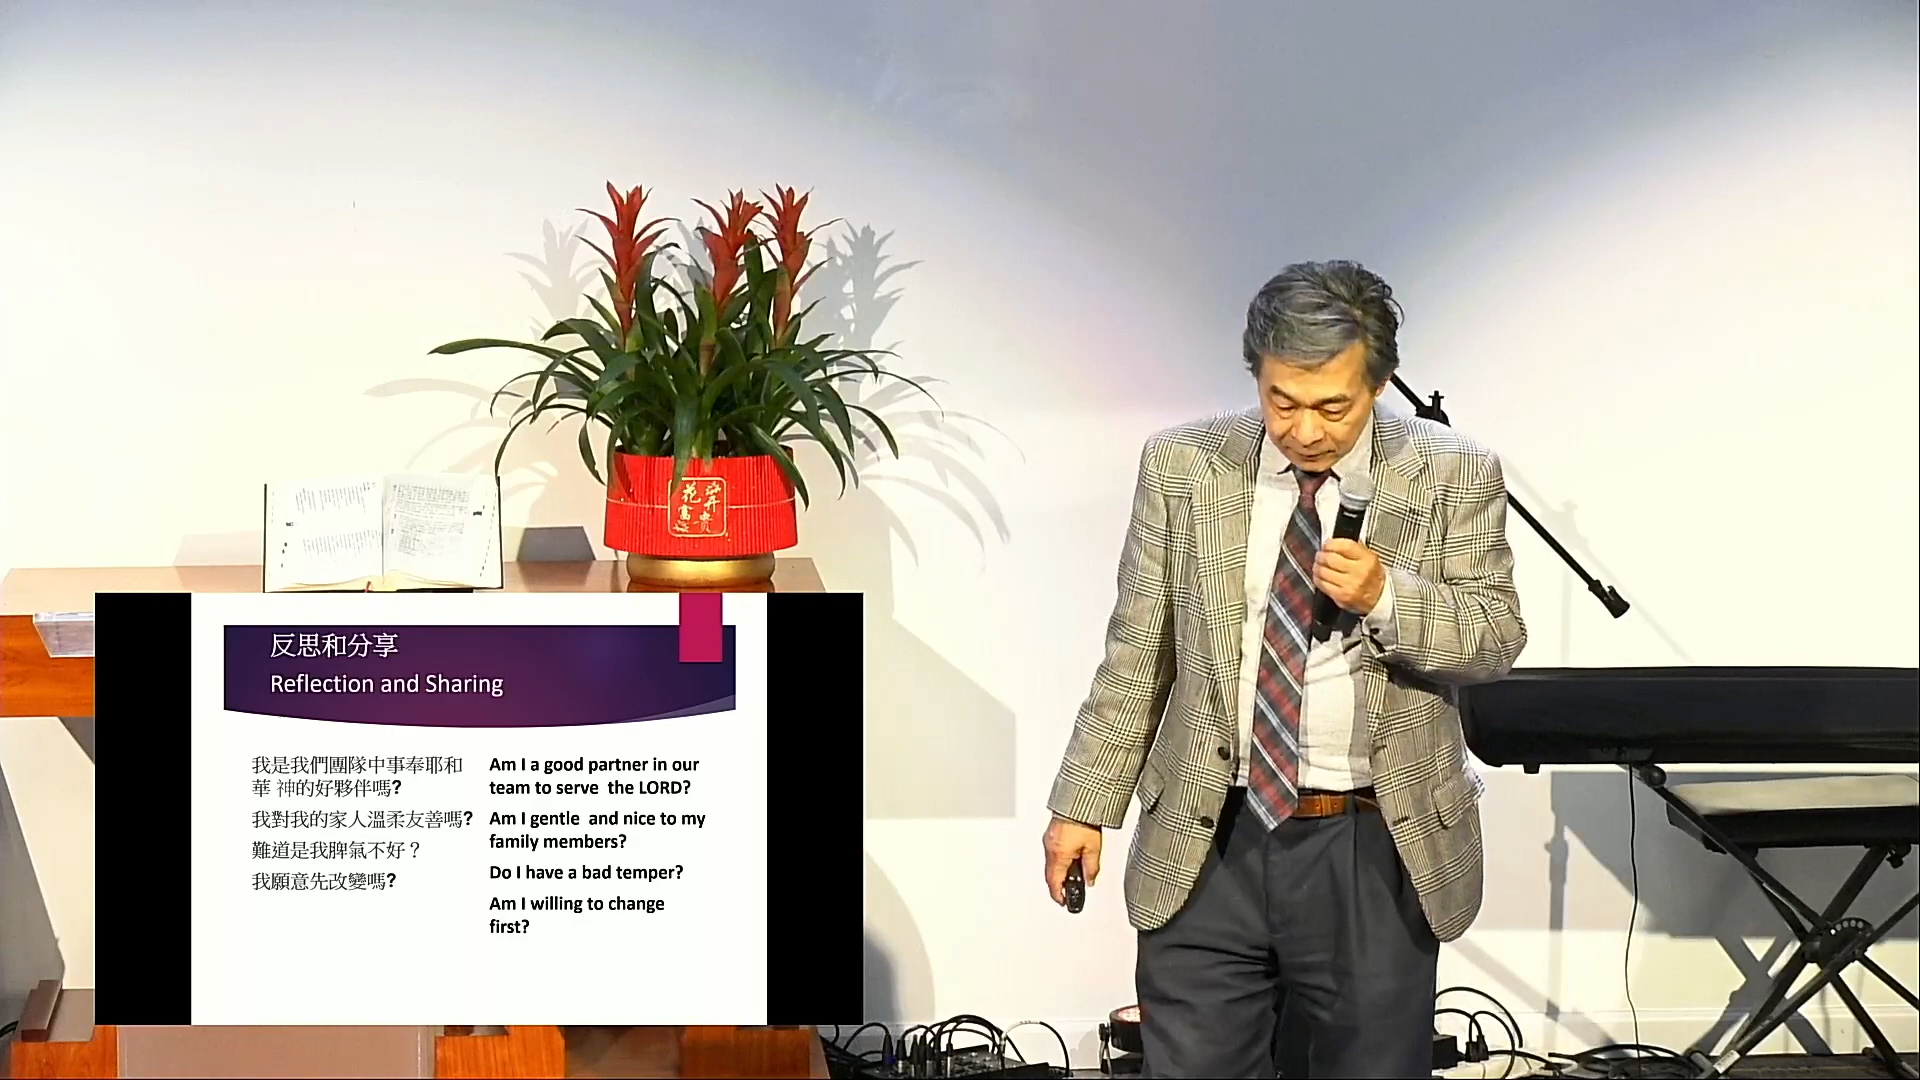 花開
富貴
反思和分享
Reflection and Sharing
我是我們團隊中事奉耶和
華 神的好夥伴嗎?
我對我的家人溫柔友善嗎?
難道是我脾氣不好？
我願意先改變嗎?
Am I a good partner in our
team to serve  the LORD?
Am I gentle  and nice to my
family members?
Do I have a bad temper?
Am I willing to change
first?